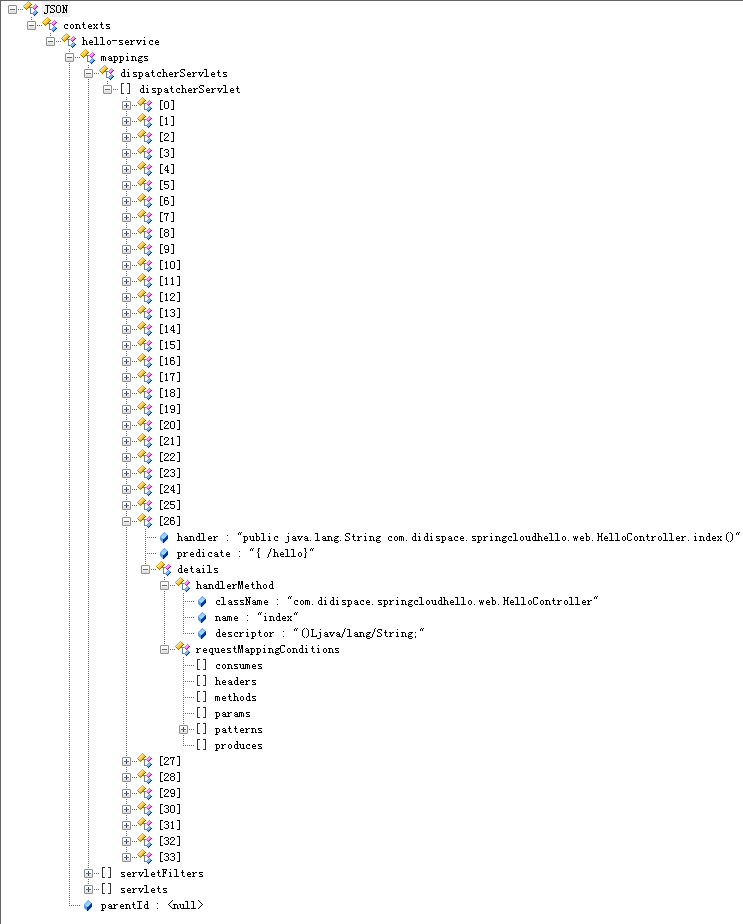 JSON
contexts
hello-service
mappings
dispatcherServlets
[] dispatcherServlet
[0]
[1]
[2]
[3]
[4]
[5]
[6]
[7]
[8]
[9]
[10]
[11]
[12]
[13]
[14]
[15]
[16]
[17]
[18]
[19]
[20]
[21]
[22]
[23]
[24]
[25]
[26]
handler : "public java.lang.String com.didispace.springcloudhello.web.HelloController.index()"
predicate : "{ /hello}"
details
handlerMethod
className : "com.didispace.springcloudhello.web.HelloController"
name : "index"
descriptor : "()Ljava/lang/String;"
requestMappingConditions
[] consumes
[] headers
[] methods
[] params
[] patterns
[] produces
[27]
[28]
[29]
[30]
[31]
[32]
[33]
[] servletFilters
[] servlets
parentId : <null>